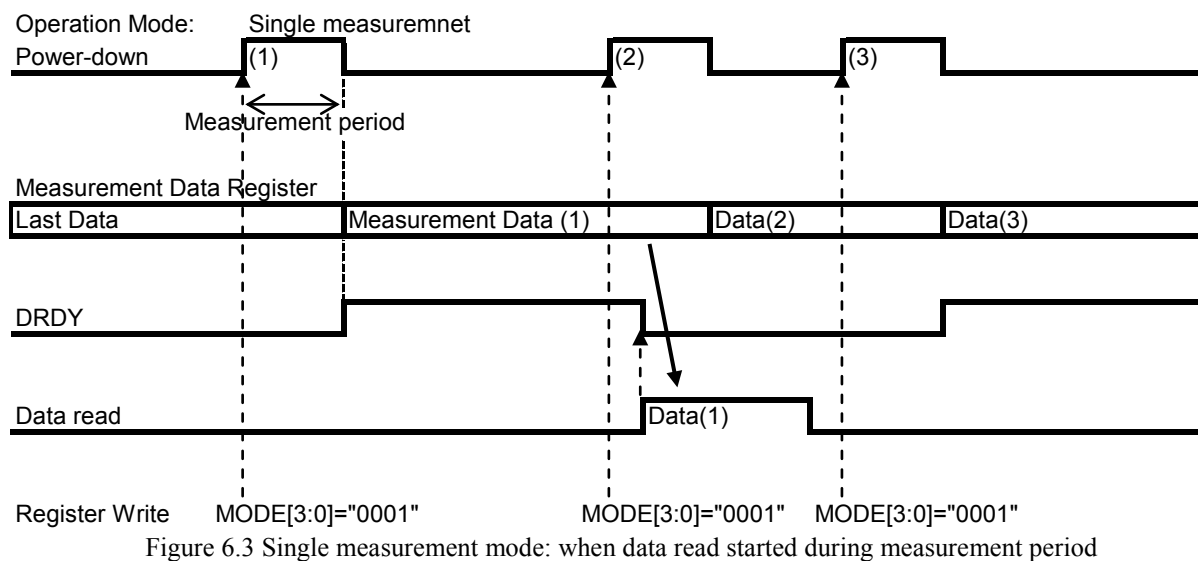 Operation Mode: Single measuremnet
Power-down
(1) (2) (3)
Measurement period
Measurement Data Register
Last Data Measurement Data (1) Data(2) Data(3)
DRDY
Data read Data(1)
Register Write MODE[3:0]="0001" MODE[3:0]="0001" MODE[3:0]="0001"
Figure 6.3 Single measurement mode: when data read started during measurement period